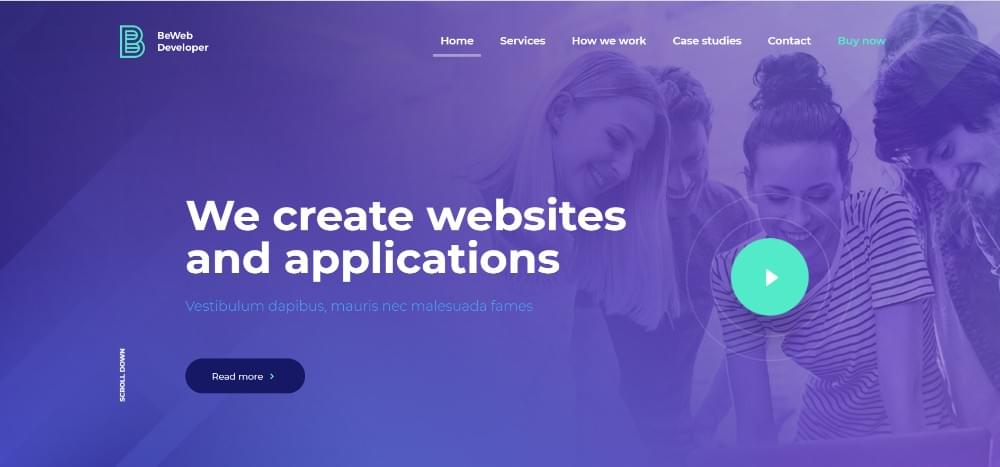 BeWeb
Developer
Home
Services
How we work
Case studies
Contact
Buy now
We create websites
and applications
Vestibulum dapibus, mauris nec malesuada fames
Read more
SCROLL DOWN